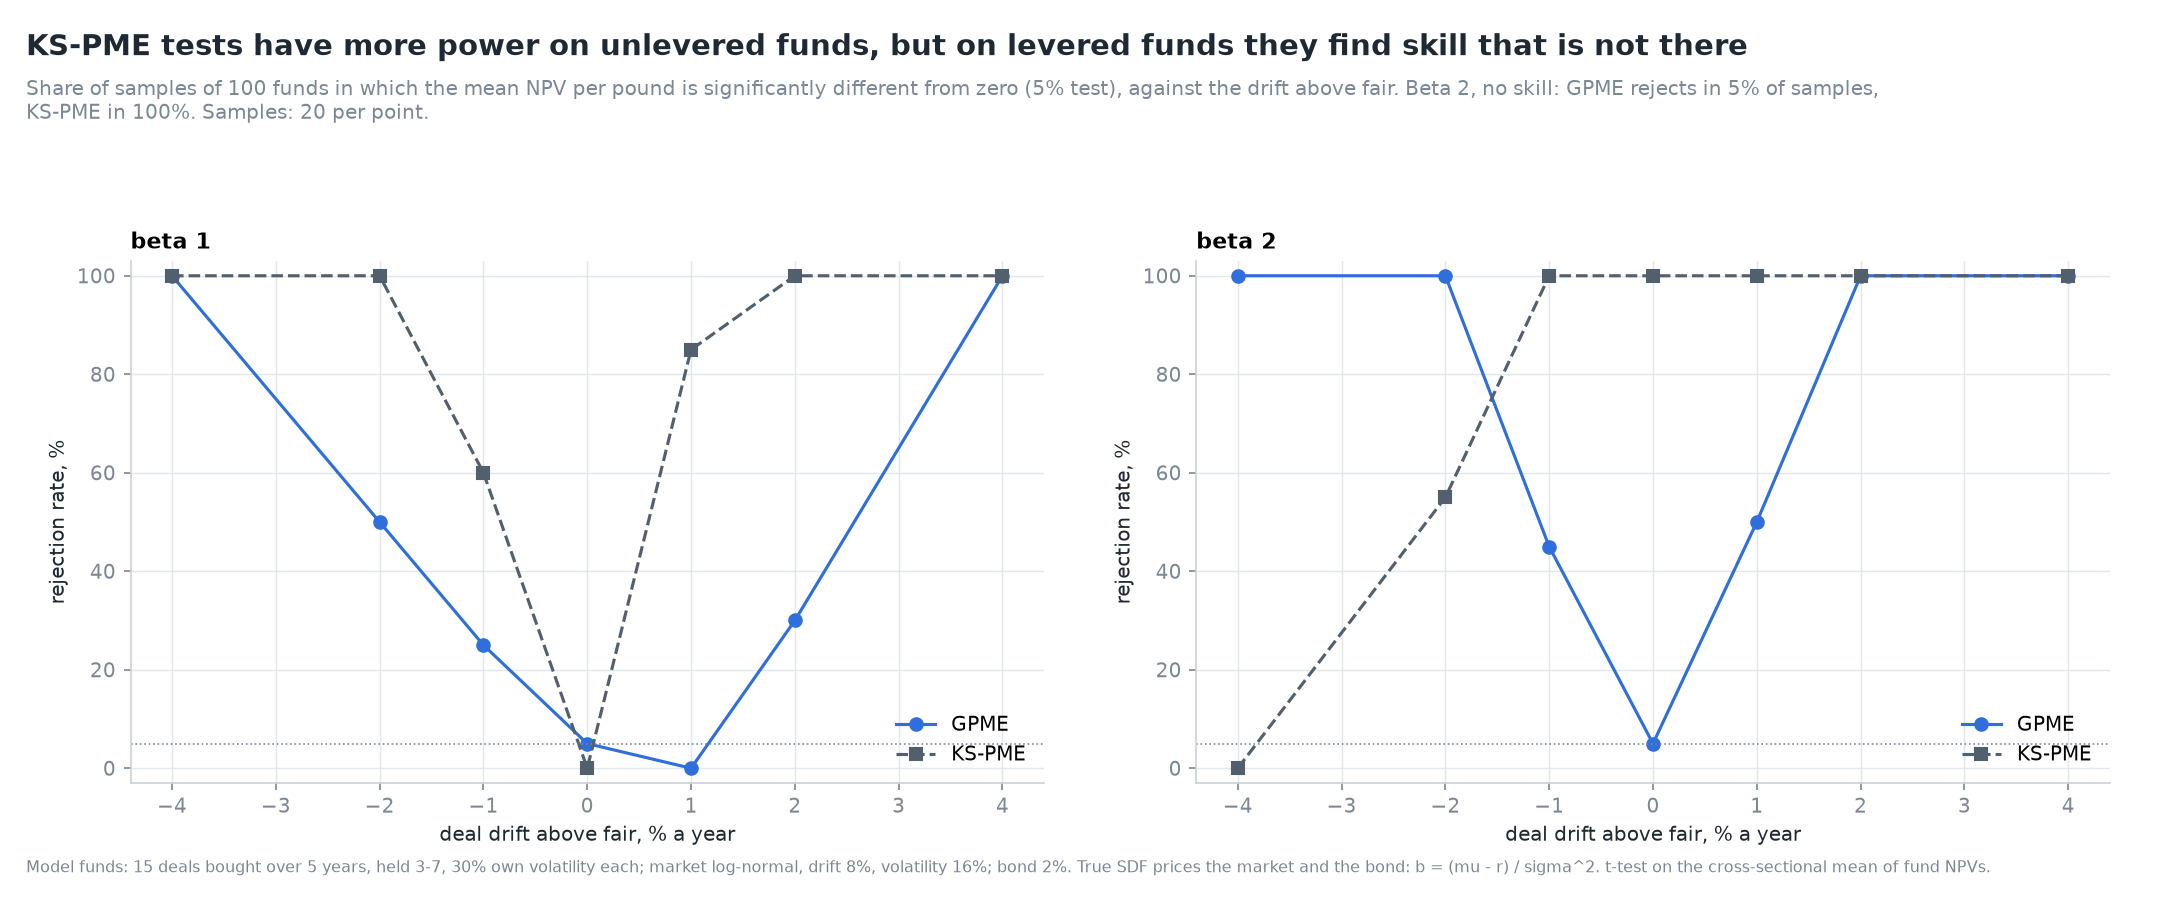 KS-PME tests have more power on unlevered funds, but on levered funds they find skill that is not there
Share of samples of 100 funds in which the mean NPV per pound is significantly different from zero (5% test), against the drift above fair. Beta 2, no skill: GPME rejects in 5% of samples,
KS-PME in 100%. Samples: 20 per point.
beta 1
100
80
60
40
20
0
rejection rate, %
−4 −3 −2 −1 0 1 2 3 4
deal drift above fair, % a year
GPME
KS-PME
beta 2
100
80
60
40
20
0
rejection rate, %
−4 −3 −2 −1 0 1 2 3 4
deal drift above fair, % a year
GPME
KS-PME
Model funds: 15 deals bought over 5 years, held 3-7, 30% own volatility each; market log-normal, drift 8%, volatility 16%; bond 2%. True SDF prices the market and the bond: b = (mu - r) / sigma^2. t-test on the cross-sectional mean of fund NPVs.